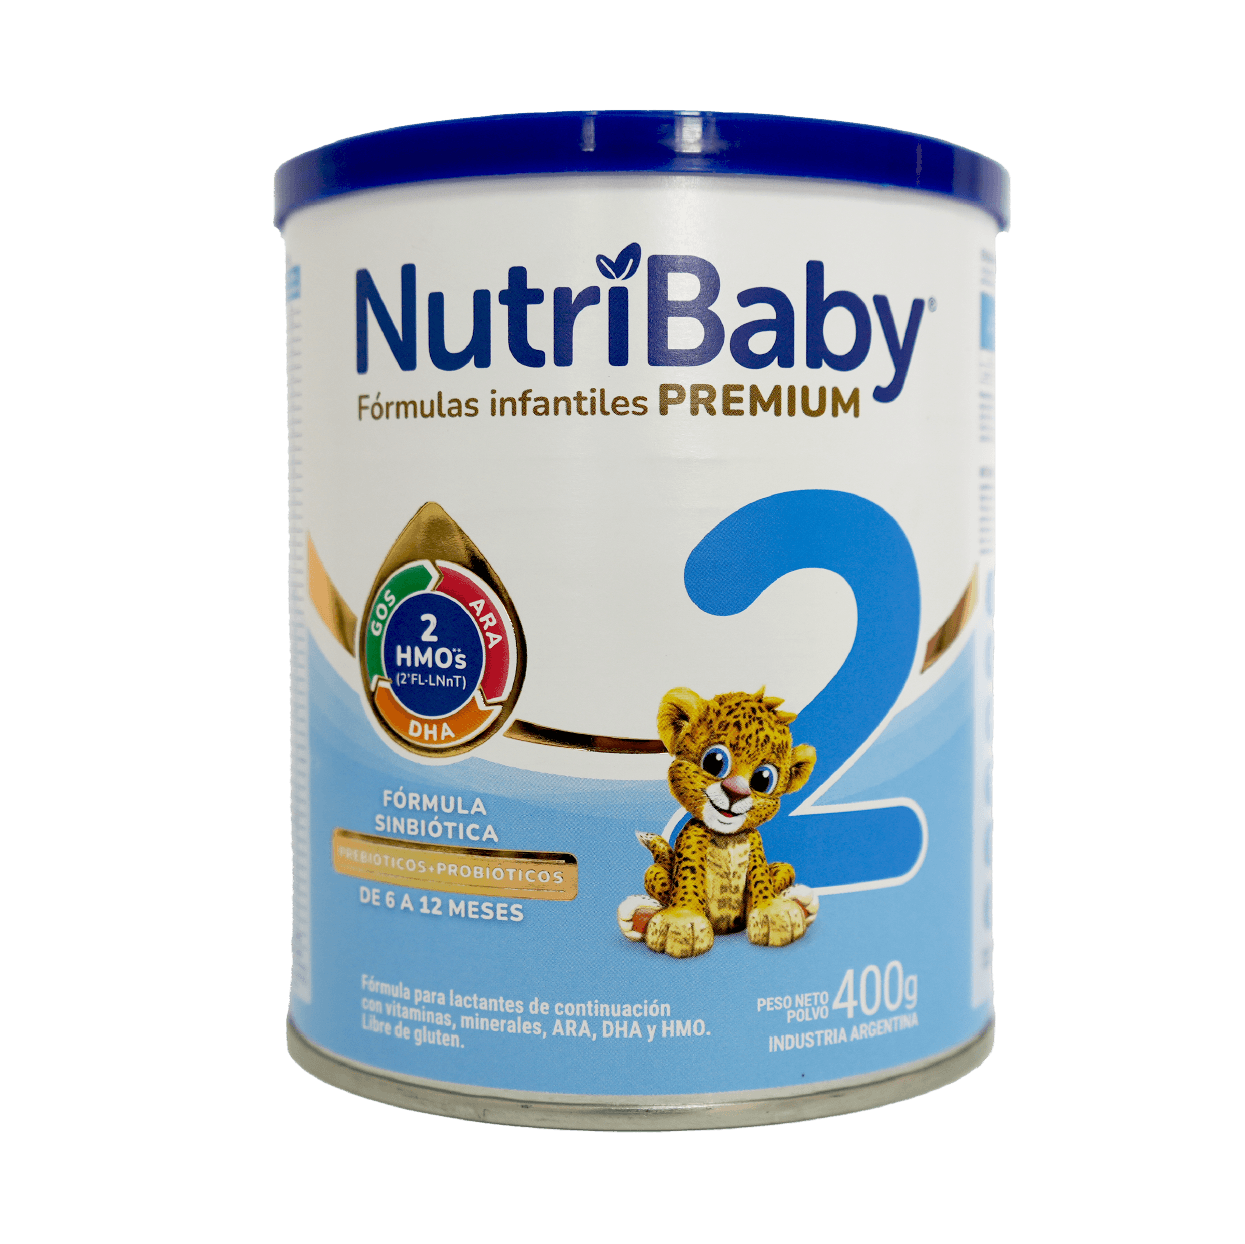 NutriBaby®
Fórmulas infantiles PREMIUM
2
GOS
ARA
2
HMOs**
(2'FL-LNnT)
DHA
FÓRMULA
SINBIÓTICA
PREBIÓTICOS+PROBIÓTICOS
DE 6 A 12 MESES
Fórmula para lactantes de continuación
con vitaminas, minerales, ARA, DHA y HMO.
Libre de gluten.
PESO NETO
POLVO 400g
INDUSTRIA ARGENTINA